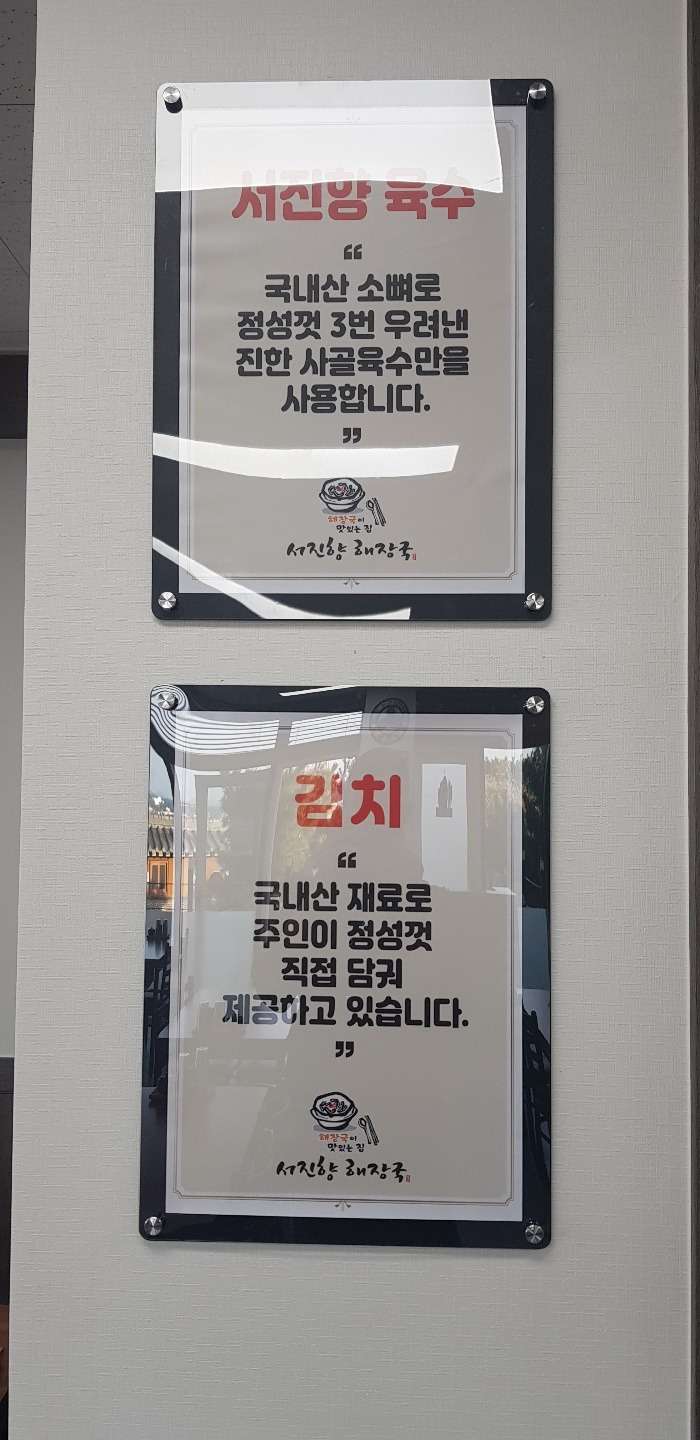 서진향 육수
“
국내산 소뼈로
정성껏 3번 우려낸
진한 사골육수만을
사용합니다.
”
해장국이
맛있는 집
서진향 해장국
김치
“
국내산 재료로
주인이 정성껏
직접 담궈
제공하고 있습니다.
”
해장국이
맛있는 집
서진향 해장국